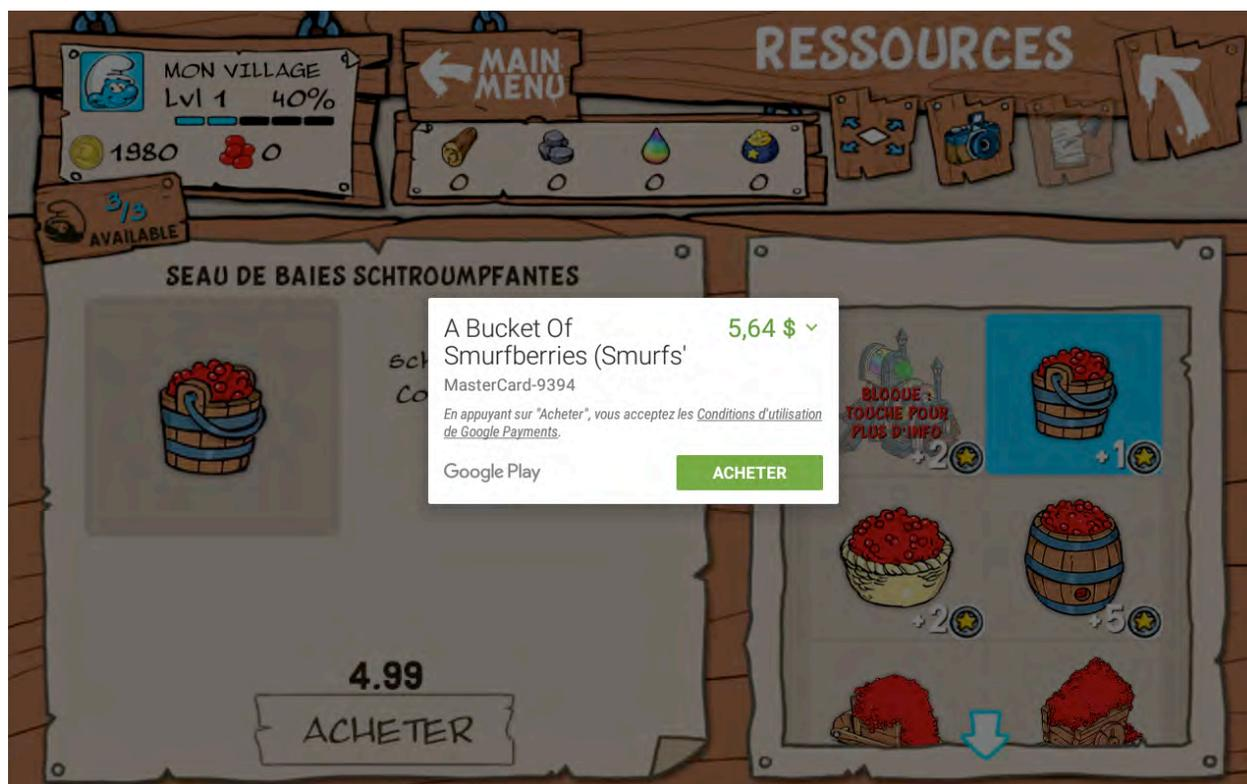 MON VILLAGE
Lvl 1 40%
1980 0
3/3
AVAILABLE
MAIN
MENU
0 0 0 0
RESSOURCES
SEAU DE BAIES SCHTROUMPFANTES
A Bucket Of
Smurfberries (Smurfs'
5,64 $
MasterCard-9394
En appuyant sur "Acheter", vous acceptez les Conditions d'utilisation
de Google Payments.
Google Play
ACHETER
4.99
ACHETER
BLOQUE :
TOUCHE POUR
PLUS D'INFO
+2
+1
+2
+5